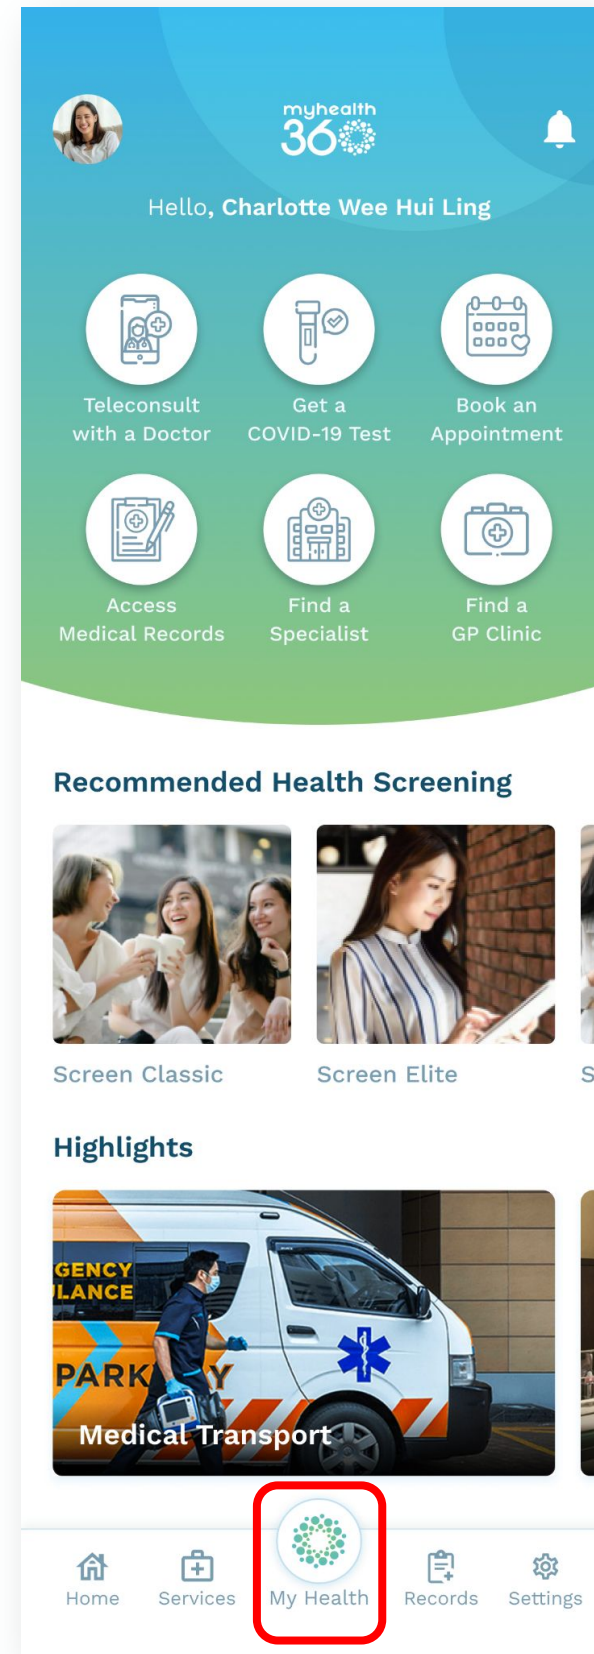 myhealth
360
Hello, Charlotte Wee Hui Ling
Teleconsult
with a Doctor
Get a
COVID-19 Test
Book an
Appointment
Access
Medical Records
Find a
Specialist
Find a
GP Clinic
Recommended Health Screening
Screen Classic
Screen Elite
S
Highlights
GENCY
LANCE
PARK Y
Medical Transport
Home
Services
My Health
Records
Settings